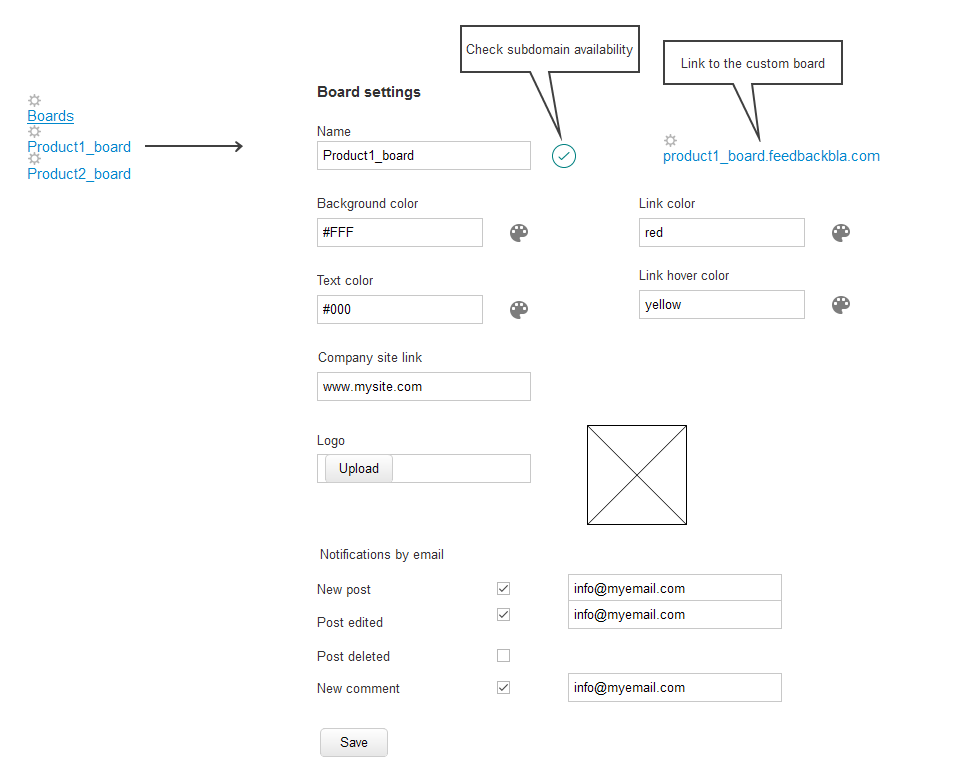 Check subdomain availability
Link to the custom board
Boards
Product1_board
Product2_board
Board settings
Name
Product1_board
product1_board.feedbackbla.com
Background color
#FFF
Link color
red
Text color
#000
Link hover color
yellow
Company site link
www.mysite.com
Logo
Upload
Notifications by email
New post
info@myemail.com
Post edited
info@myemail.com
Post deleted
New comment
info@myemail.com
Save